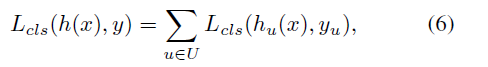 L_{cls}(h(x), y) = \sum_{u \in U} L_{cls}(h_u(x), y_u), (6)